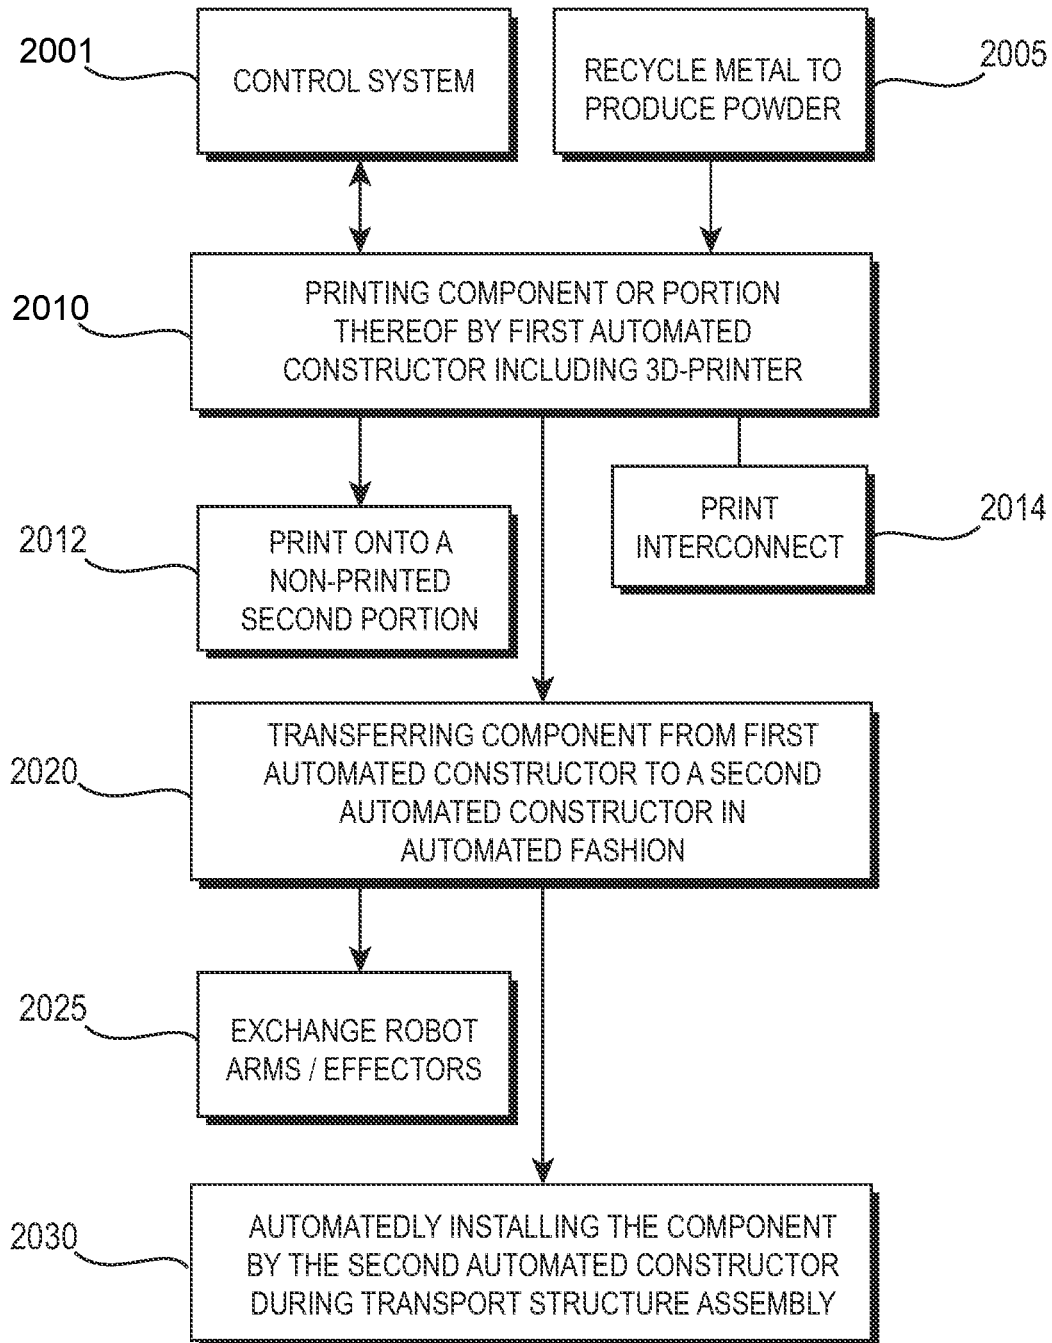 2001
CONTROL SYSTEM
RECYCLE METAL TO
PRODUCE POWDER
2005
2010
PRINTING COMPONENT OR PORTION
THEREOF BY FIRST AUTOMATED
CONSTRUCTOR INCLUDING 3D-PRINTER
2012
PRINT ONTO A
NON-PRINTED
SECOND PORTION
PRINT
INTERCONNECT
2014
2020
TRANSFERRING COMPONENT FROM FIRST
AUTOMATED CONSTRUCTOR TO A SECOND
AUTOMATED CONSTRUCTOR IN
AUTOMATED FASHION
2025
EXCHANGE ROBOT
ARMS / EFFECTORS
2030
AUTOMATEDLY INSTALLING THE COMPONENT
BY THE SECOND AUTOMATED CONSTRUCTOR
DURING TRANSPORT STRUCTURE ASSEMBLY